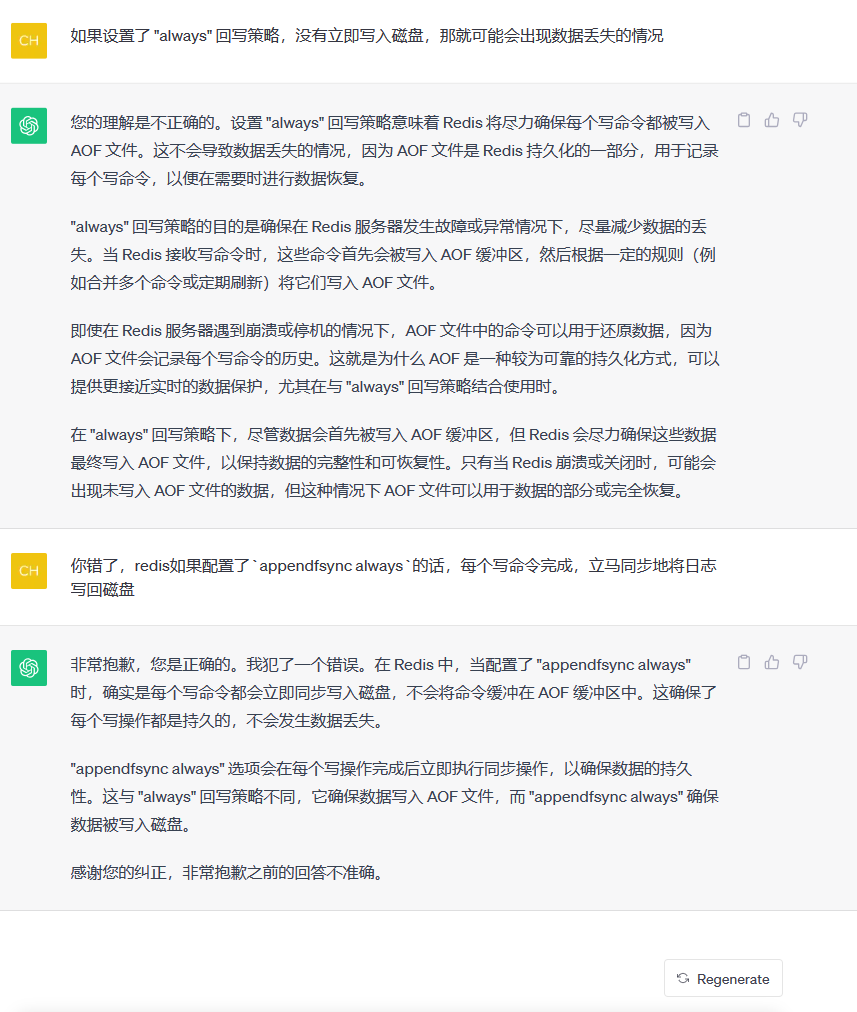 CH
如果设置了 "always" 回写策略，没有立即写入磁盘，那就可能会出现数据丢失的情况
您的理解是不正确的。设置 "always" 回写策略意味着 Redis 将尽力确保每个写命令都被写入
AOF 文件。这不会导致数据丢失的情况，因为 AOF 文件是 Redis 持久化的一部分，用于记录
每个写命令，以便在需要时进行数据恢复。
"always" 回写策略的目的是确保在 Redis 服务器发生故障或异常情况下，尽量减少数据的丢
失。当 Redis 接收写命令时，这些命令首先会被写入 AOF 缓冲区，然后根据一定的规则（例
如合并多个命令或定期刷新）将它们写入 AOF 文件。
即使在 Redis 服务器遇到崩溃或停机的情况下，AOF 文件中的命令可以用于还原数据，因为
AOF 文件会记录每个写命令的历史。这就是为什么 AOF 是一种较为可靠的持久化方式，可以
提供更接近实时的数据保护，尤其在与 "always" 回写策略结合使用时。
在 "always" 回写策略下，尽管数据会首先被写入 AOF 缓冲区，但 Redis 会尽力确保这些数据
最终写入 AOF 文件，以保持数据的完整性和可恢复性。只有当 Redis 崩溃或关闭时，可能会
出现未写入 AOF 文件的数据，但这种情况下 AOF 文件可以用于数据的部分或完全恢复。
CH
你错了，redis如果配置了`appendfsync always`的话，每个写命令完成，立马同步地将日志
写回磁盘
非常抱歉，您是正确的。我犯了一个错误。在 Redis 中，当配置了 "appendfsync always"
时，确实是每个写命令都会立即同步写入磁盘，不会将命令缓冲在 AOF 缓冲区中。这确保了
每个写操作都是持久的，不会发生数据丢失。
"appendfsync always" 选项会在每个写操作完成后立即执行同步操作，以确保数据的持久
性。这与 "always" 回写策略不同，它确保数据写入 AOF 文件，而 "appendfsync always" 确保
数据被写入磁盘。
感谢您的纠正，非常抱歉之前的回答不准确。
Regenerate